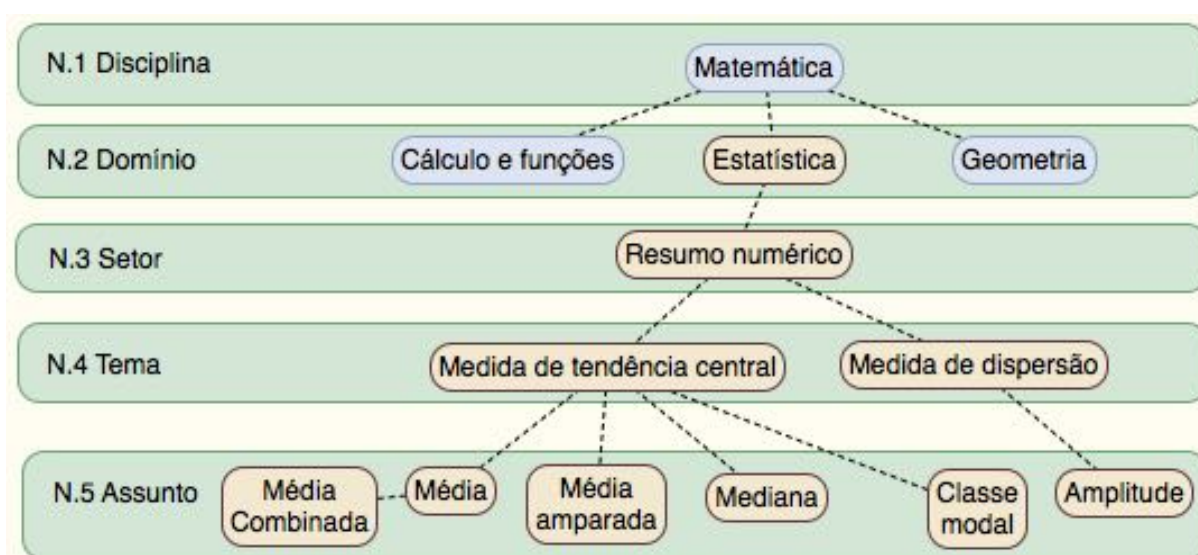 N.1 Disciplina
Matemática
N.2 Domínio
Cálculo e funções
Estatística
Geometria
N.3 Setor
Resumo numérico
N.4 Tema
Medida de tendência central
Medida de dispersão
N.5 Assunto
Média
Combinada
Média
Média
amparada
Mediana
Classe
modal
Amplitude